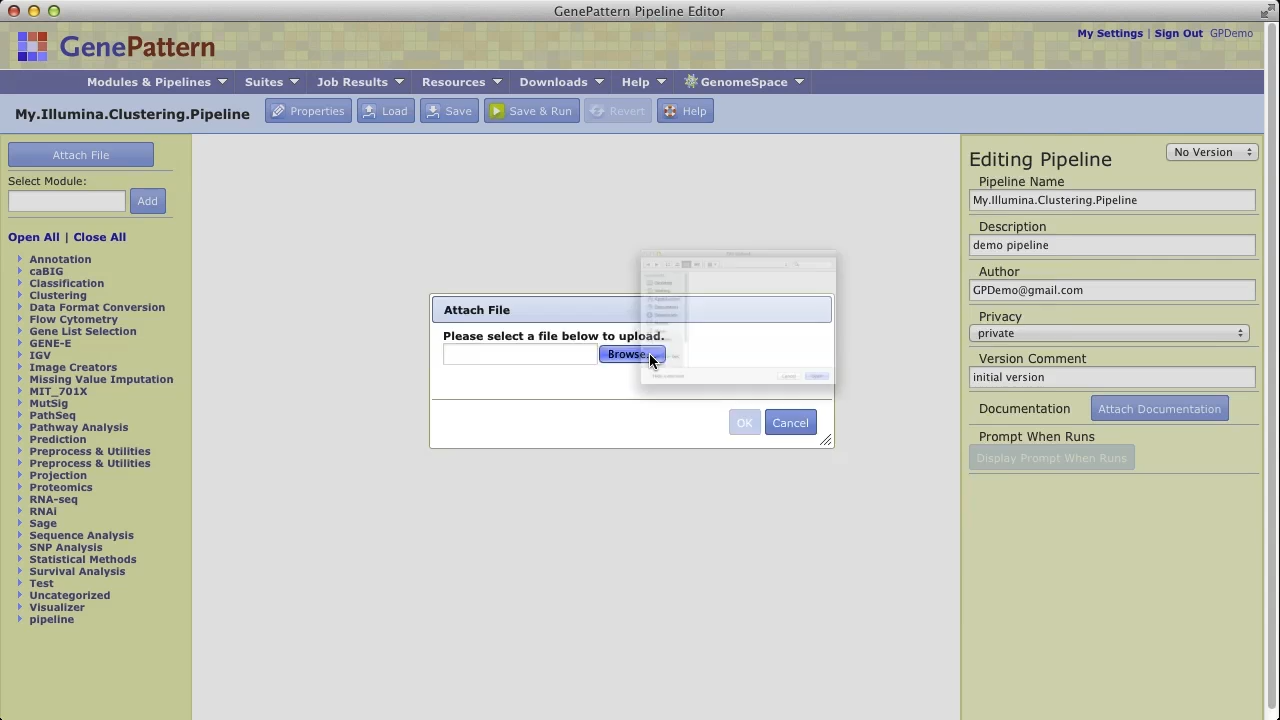 GenePattern Pipeline Editor
GenePattern
My Settings | Sign Out GPDemo
Modules & Pipelines Suites Job Results Resources Downloads Help GenomeSpace
My.Illumina.Clustering.Pipeline Properties Load Save Save & Run Revert Help
Attach File
Select Module:
Add
Open All | Close All
Annotation
caBIG
Classification
Clustering
Data Format Conversion
Flow Cytometry
Gene List Selection
GENE-E
IGV
Image Creators
Missing Value Imputation
MIT_701X
MutSig
PathSeq
Pathway Analysis
Prediction
Preprocess & Utilities
Preprocess & Utilities
Projection
Proteomics
RNA-seq
RNAi
Sage
Sequence Analysis
SNP Analysis
Statistical Methods
Survival Analysis
Test
Uncategorized
Visualizer
pipeline
Attach File
Please select a file below to upload.
Browse...
OK Cancel
Editing Pipeline No Version
Pipeline Name
My.Illumina.Clustering.Pipeline
Description
demo pipeline
Author
GPDemo@gmail.com
Privacy
private
Version Comment
initial version
Documentation Attach Documentation
Prompt When Runs
Display Prompt When Runs